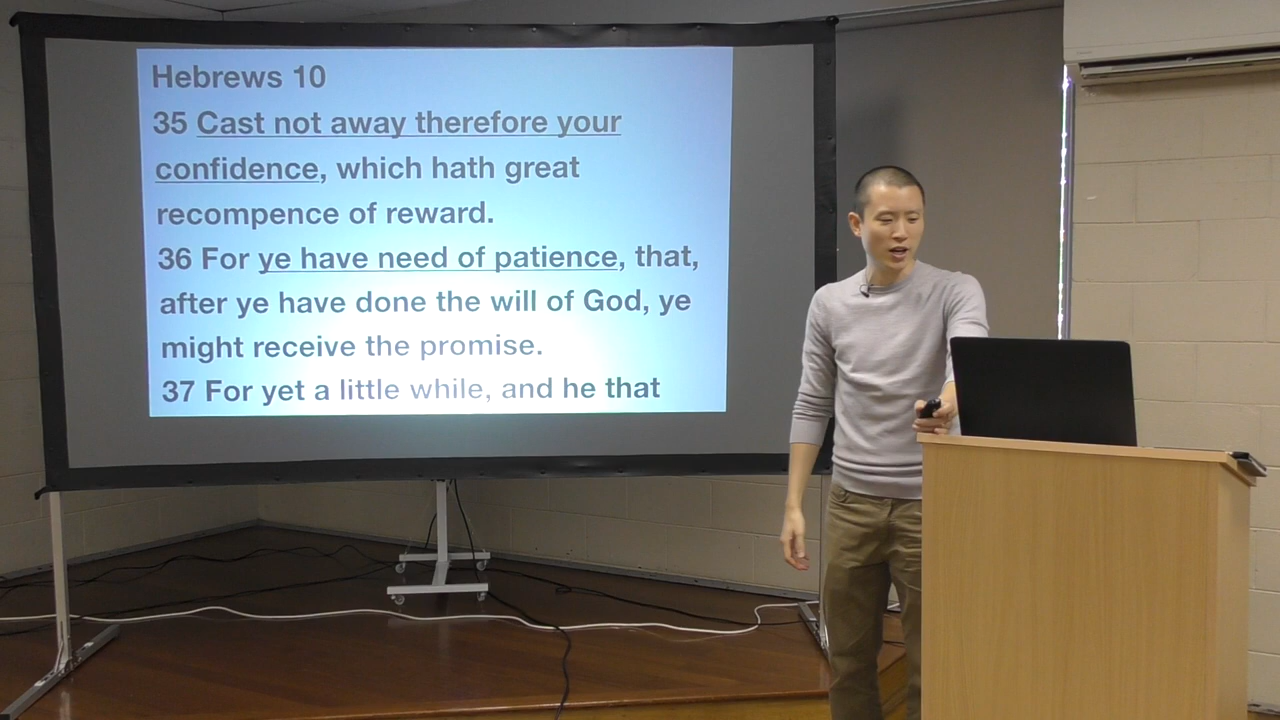 Hebrews 10
35 Cast not away therefore your
confidence, which hath great
recompence of reward.
36 For ye have need of patience, that,
after ye have done the will of God, ye
might receive the promise.
37 For yet a little while, and he that